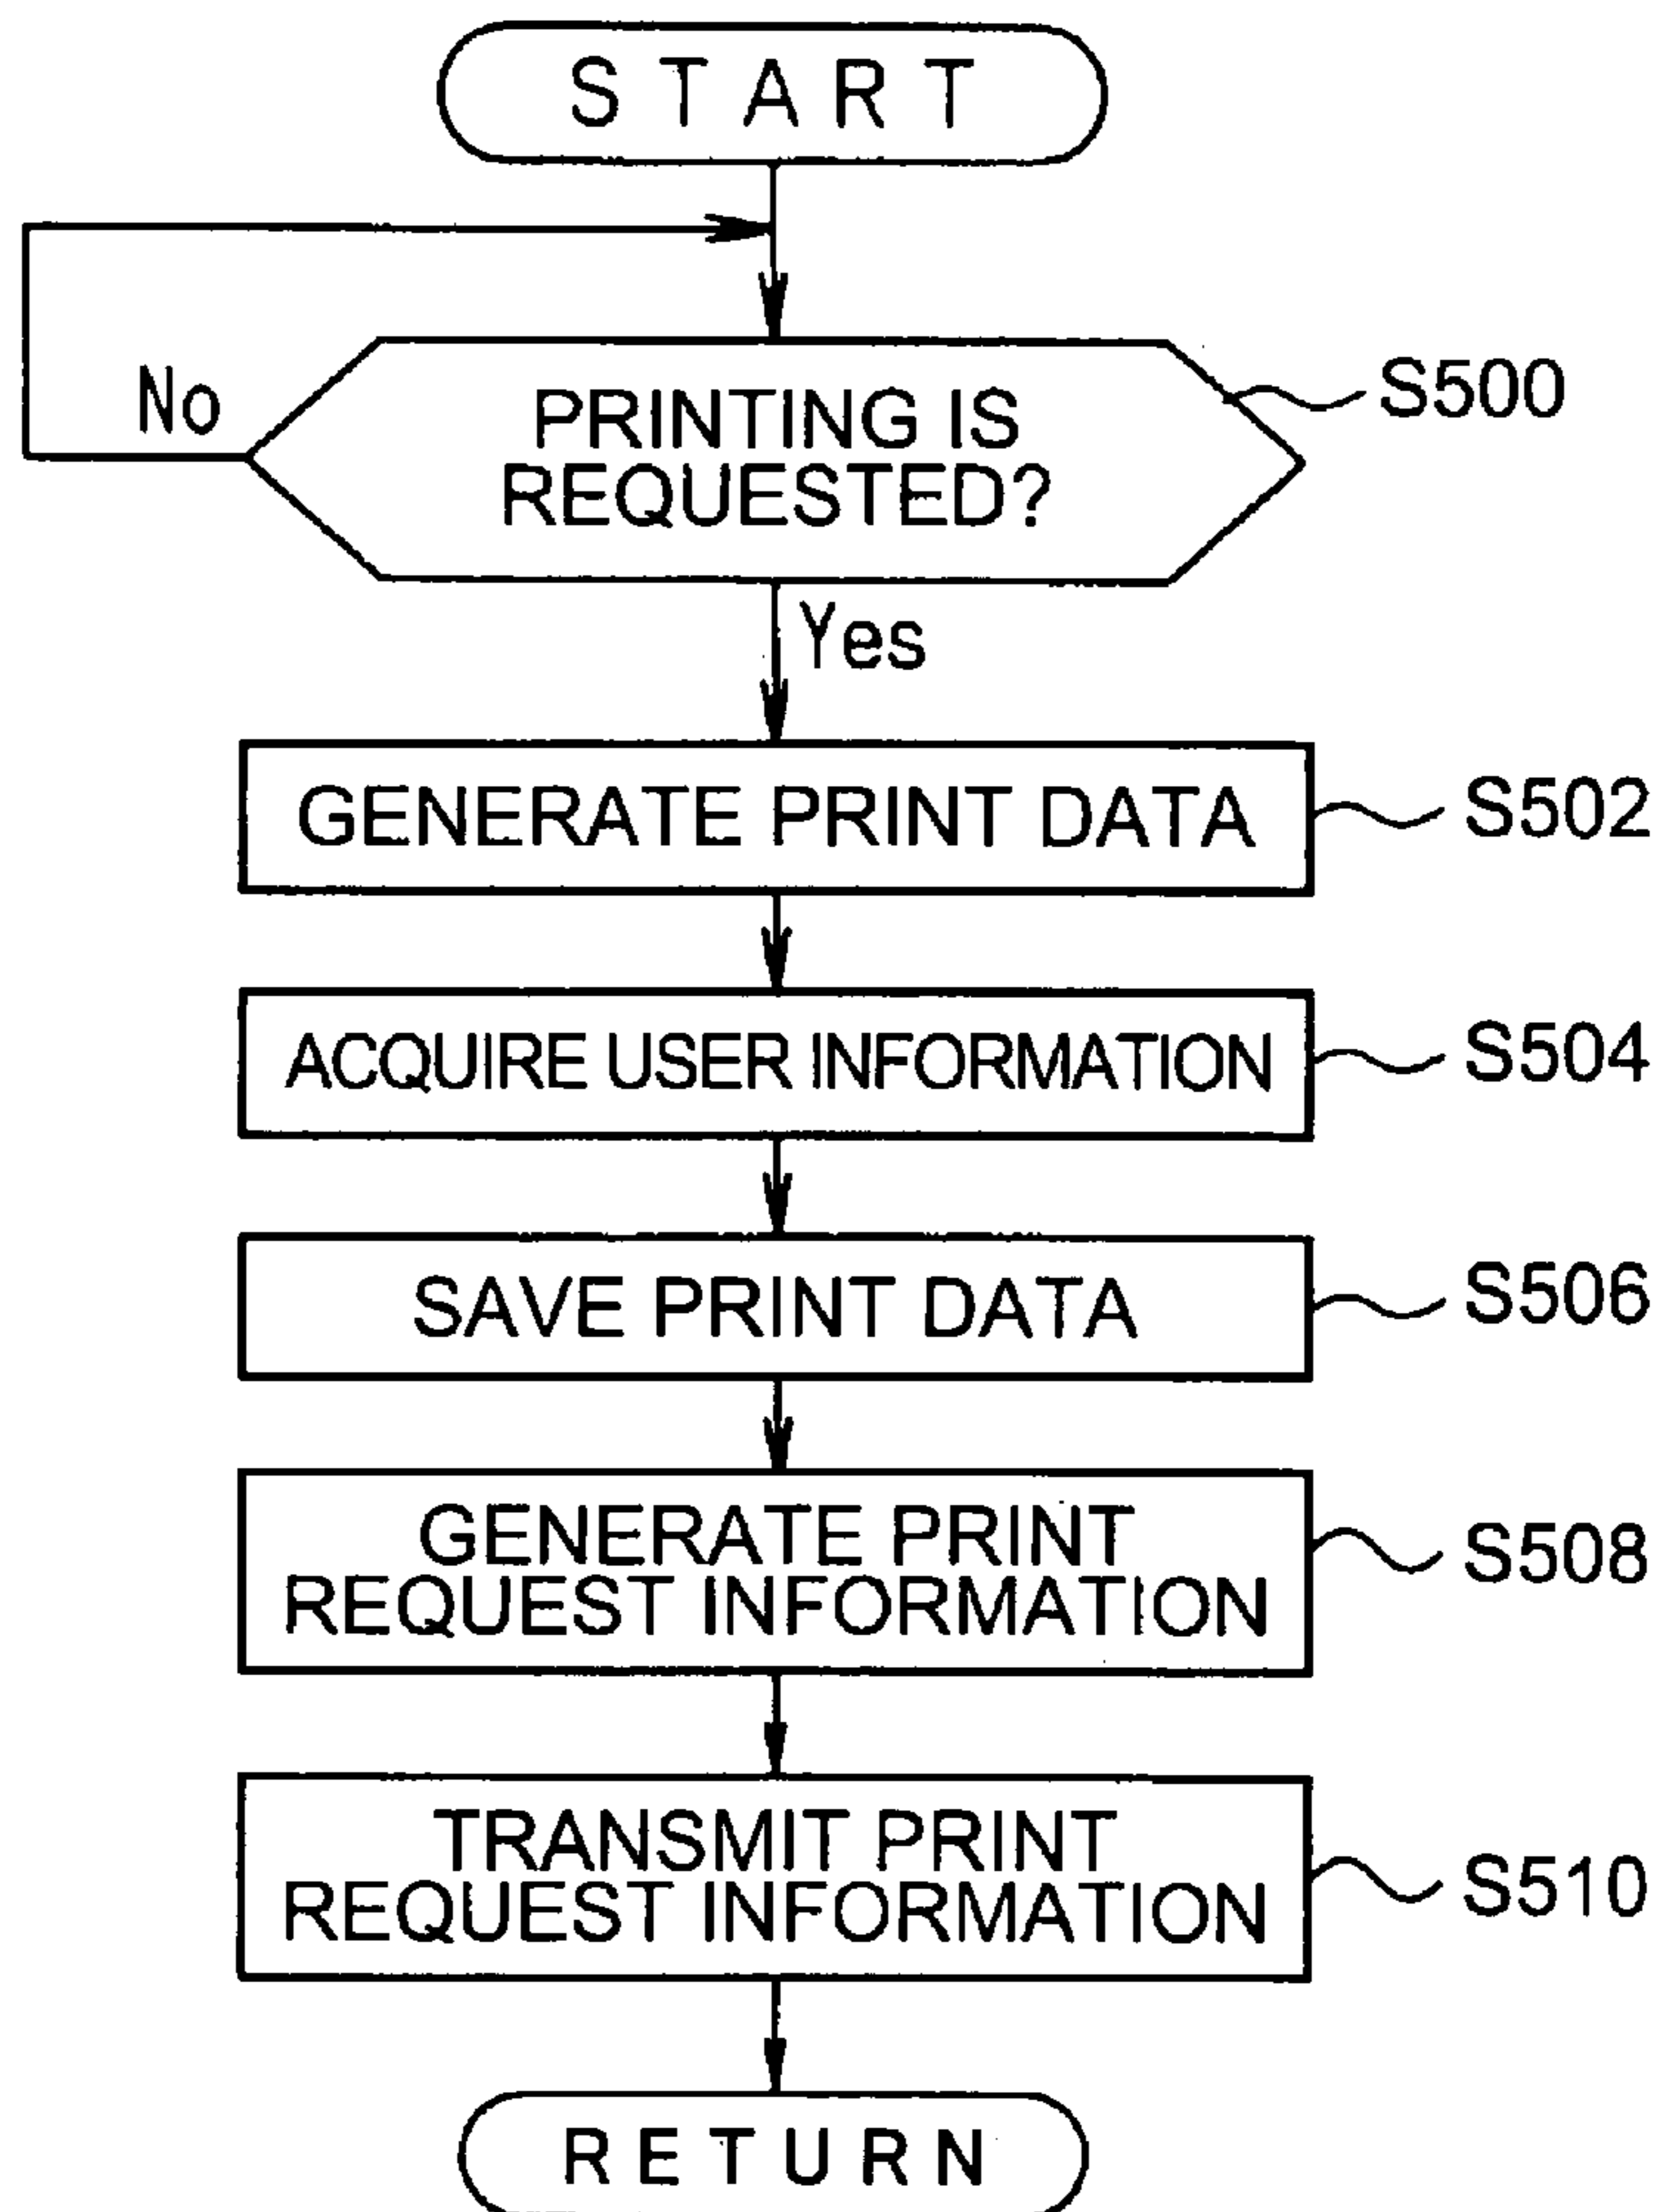 START
No
PRINTING IS
REQUESTED?
S500
Yes
GENERATE PRINT DATA
S502
ACQUIRE USER INFORMATION
S504
SAVE PRINT DATA
S506
GENERATE PRINT
REQUEST INFORMATION
S508
TRANSMIT PRINT
REQUEST INFORMATION
S510
RETURN